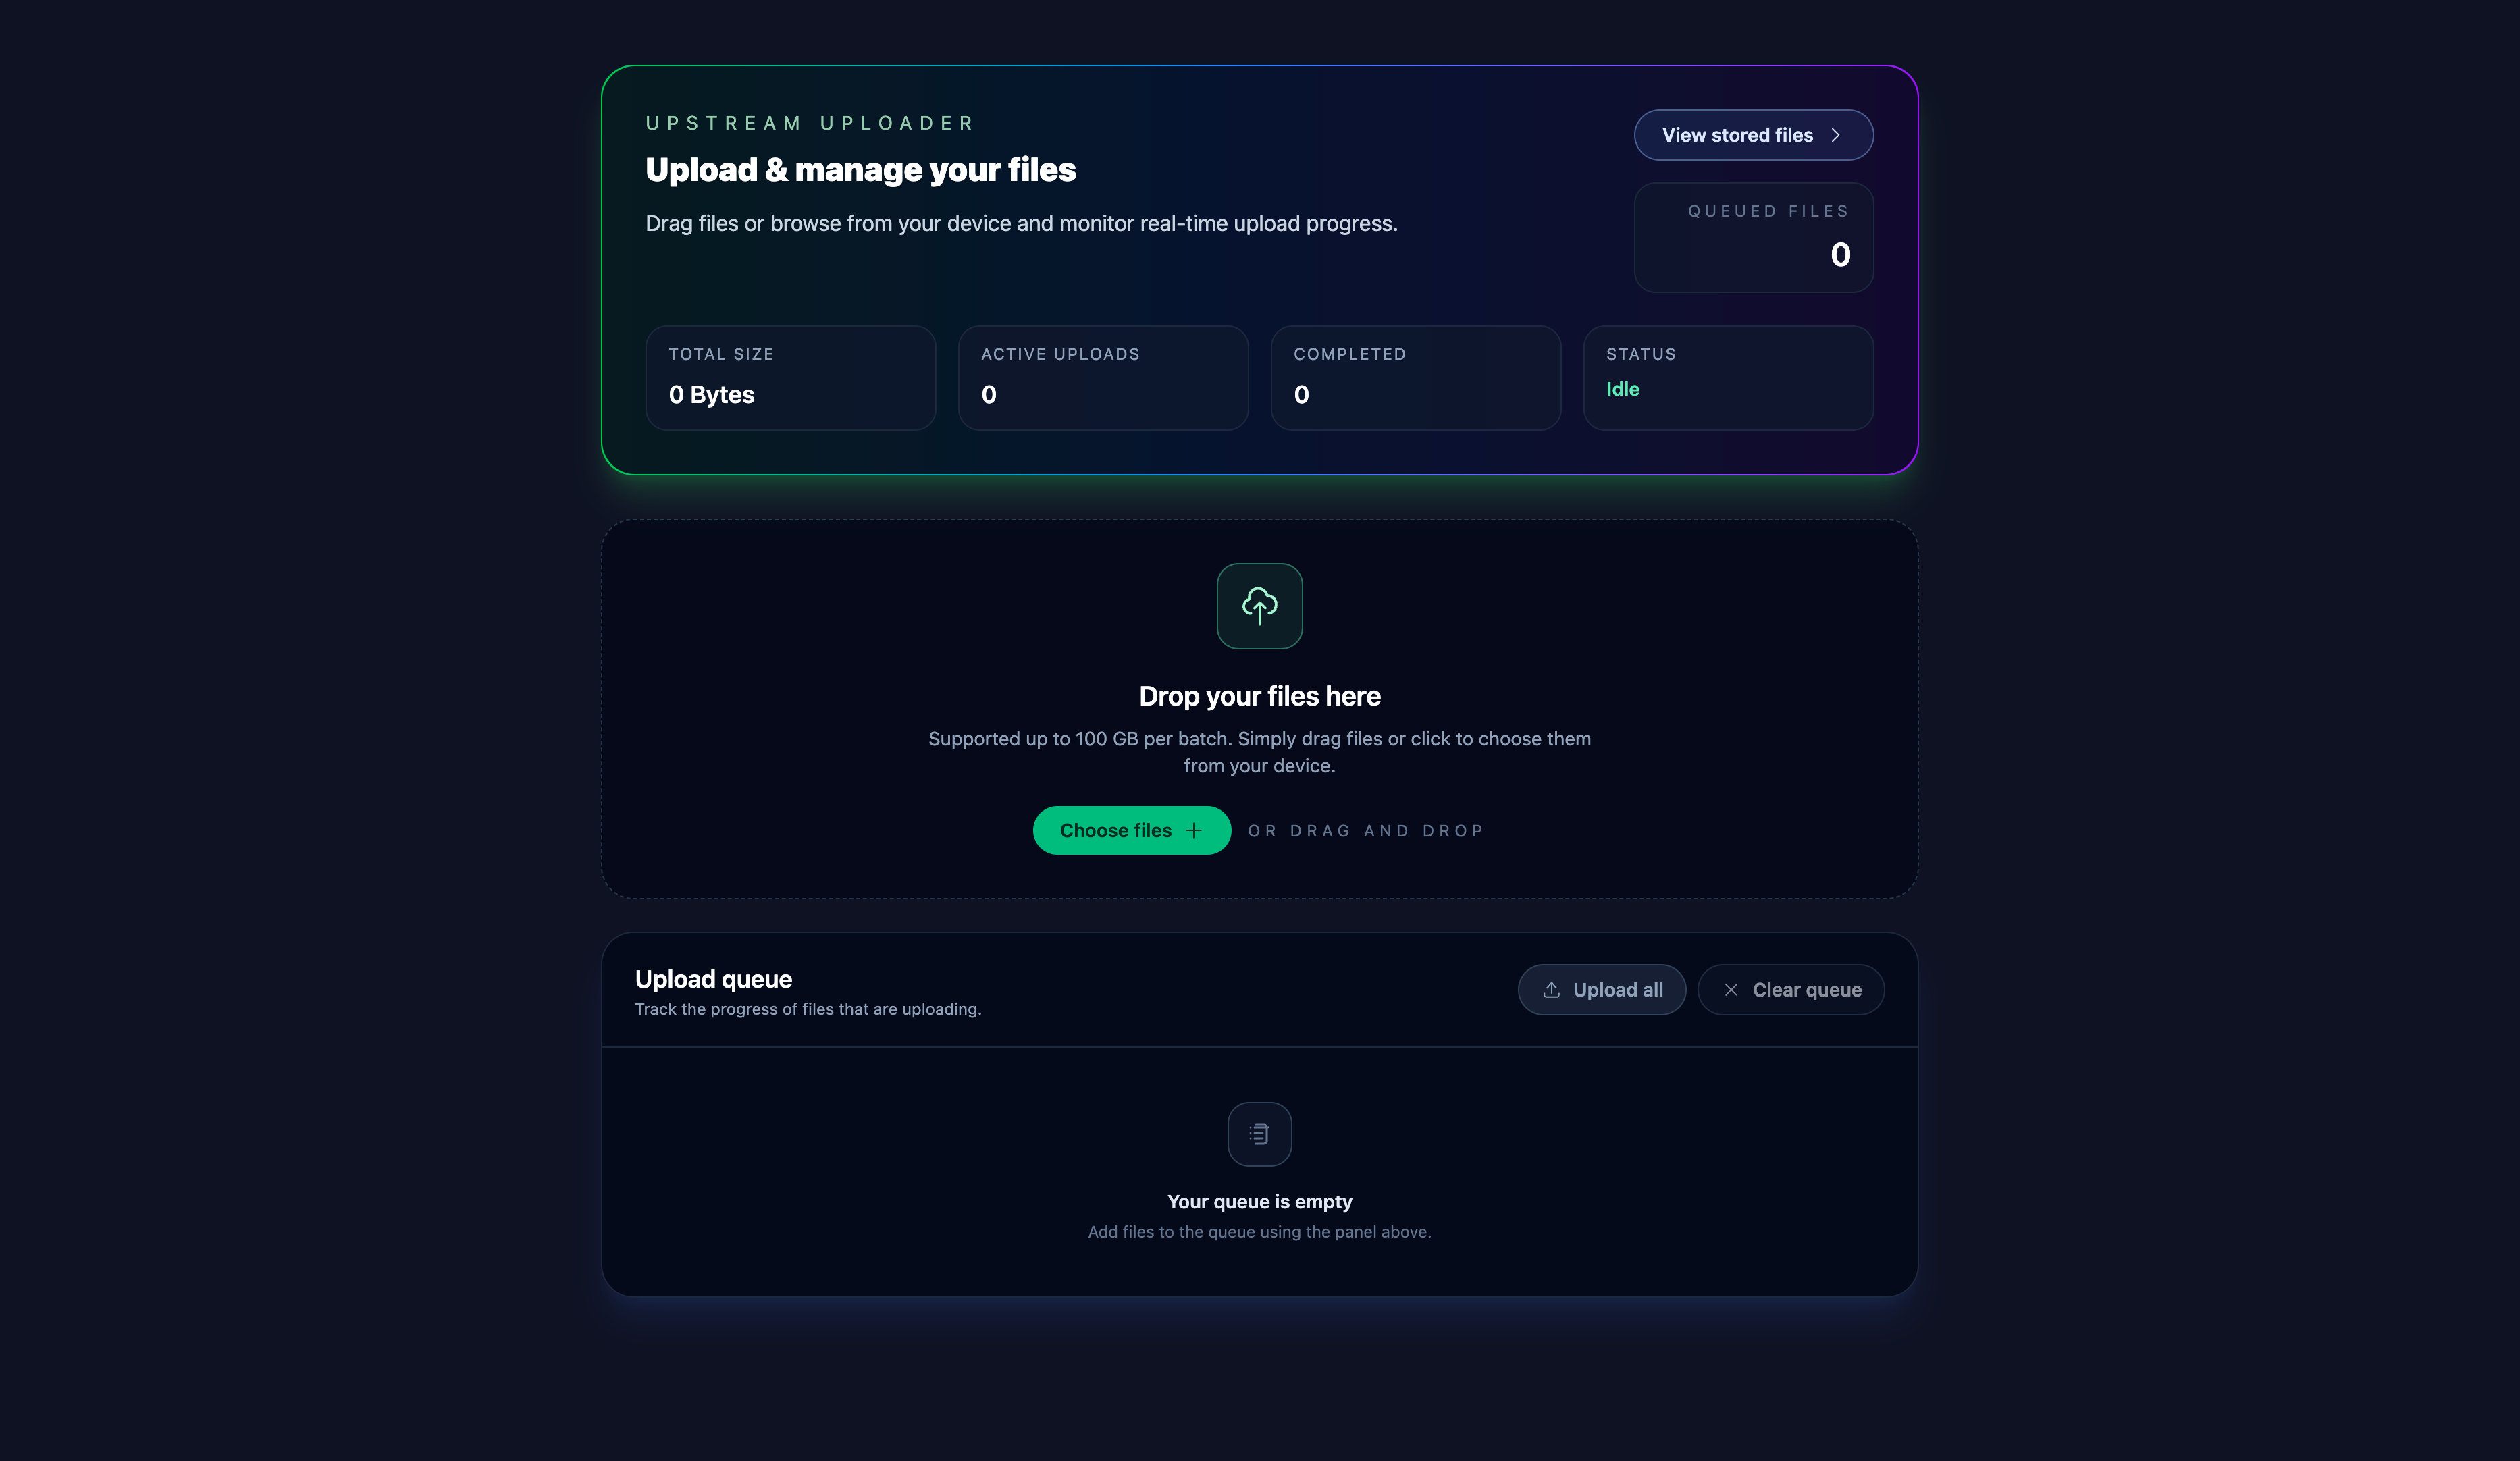 UPSTREAM UPLOADER
Upload & manage your files
Drag files or browse from your device and monitor real-time upload progress.
View stored files
QUEUED FILES
0
TOTAL SIZE
0 Bytes
ACTIVE UPLOADS
0
COMPLETED
0
STATUS
Idle
Drop your files here
Supported up to 100 GB per batch. Simply drag files or click to choose them
from your device.
Choose files
OR DRAG AND DROP
Upload queue
Track the progress of files that are uploading.
Upload all
Clear queue
Your queue is empty
Add files to the queue using the panel above.